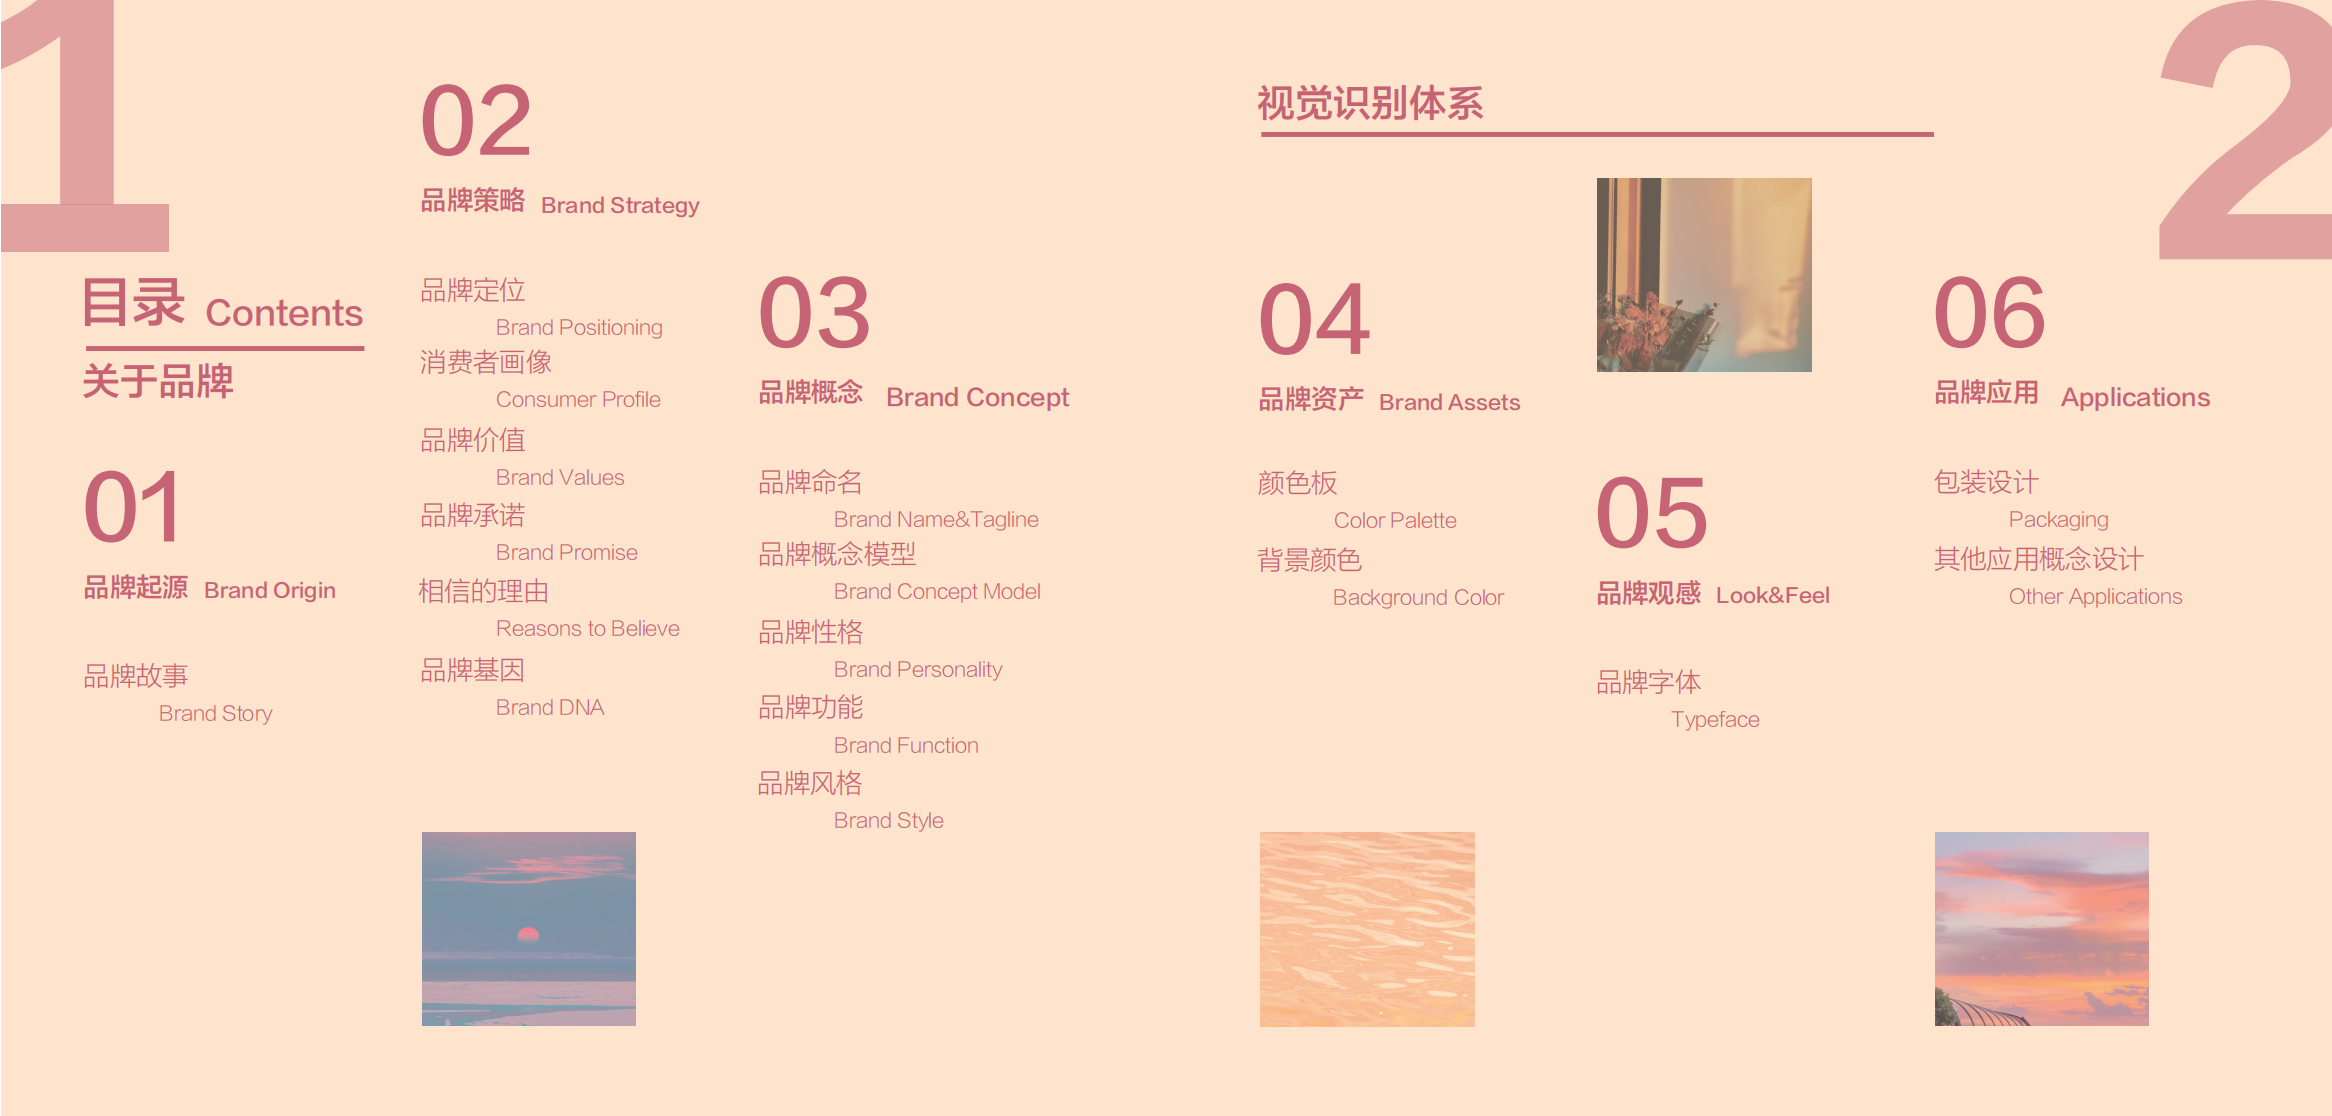 1
目录 Contents
关于品牌
01
品牌起源 Brand Origin
品牌故事
Brand Story
02
品牌策略 Brand Strategy
品牌定位
Brand Positioning
消费者画像
Consumer Profile
品牌价值
Brand Values
品牌承诺
Brand Promise
相信的理由
Reasons to Believe
品牌基因
Brand DNA
03
品牌概念 Brand Concept
品牌命名
Brand Name&Tagline
品牌概念模型
Brand Concept Model
品牌性格
Brand Personality
品牌功能
Brand Function
品牌风格
Brand Style
2
视觉识别体系
04
品牌资产 Brand Assets
颜色板
Color Palette
背景颜色
Background Color
05
品牌观感 Look&Feel
品牌字体
Typeface
06
品牌应用 Applications
包装设计
Packaging
其他应用概念设计
Other Applications